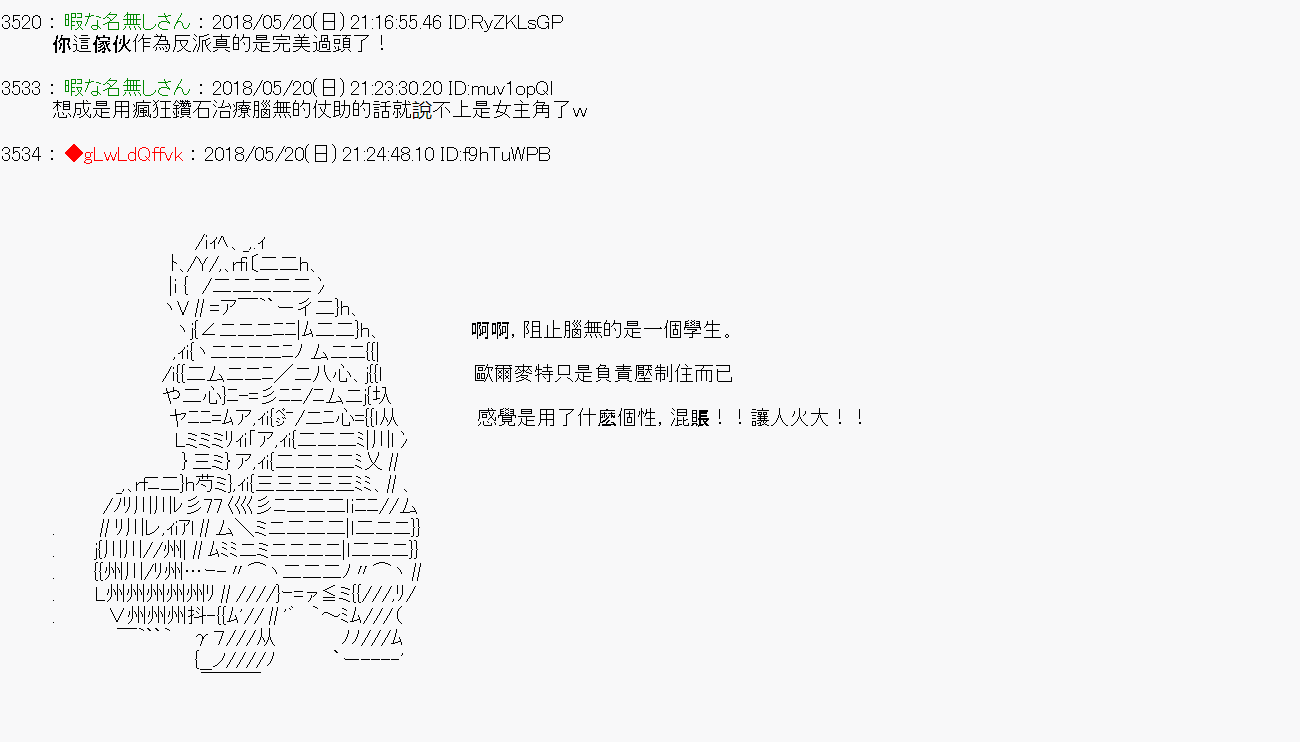 3520 : 暇な名無しさん : 2018/05/20(日) 21:16:55.46 ID:RyZKLsGP
你這傢伙作為反派真的是完美過頭了！
3533 : 暇な名無しさん : 2018/05/20(日) 21:23:30.20 ID:muv1opQI
想成是用瘋狂鑽石治療腦無的仗助的話就說不上是女主角了ｗ
3534 : ◆gLwLdQffvk : 2018/05/20(日) 21:24:48.10 ID:f9hTuWPB
啊啊，阻止腦無的是一個學生。
歐爾麥特只是負責壓制住而已
感覺是用了什麽個性，混賬！！讓人火大！！